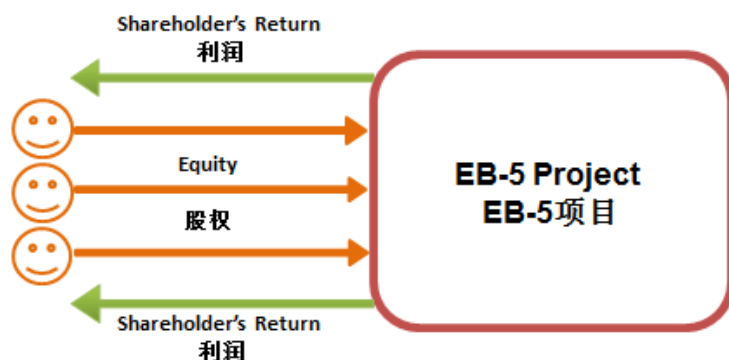 Shareholder's Return
利润
Equity
股权
EB-5 Project
EB-5项目
Shareholder's Return
利润